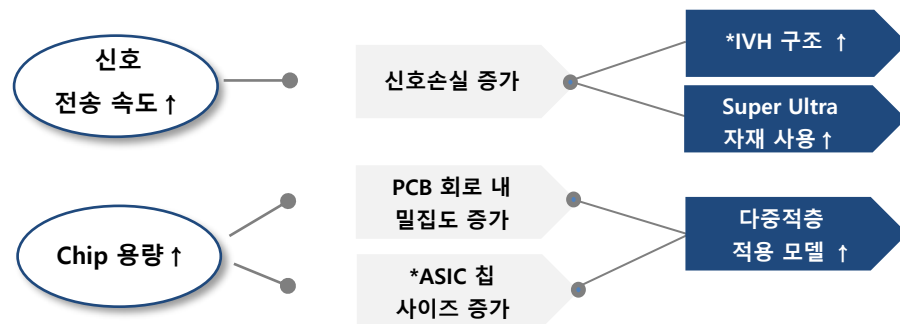 신호
전송 속도↑
신호손실 증가
*IVH 구조 ↑
Super Ultra
자재 사용↑
Chip 용량↑
PCB 회로 내
밀집도 증가
*ASIC 칩
사이즈 증가
다중적층
적용 모델 ↑